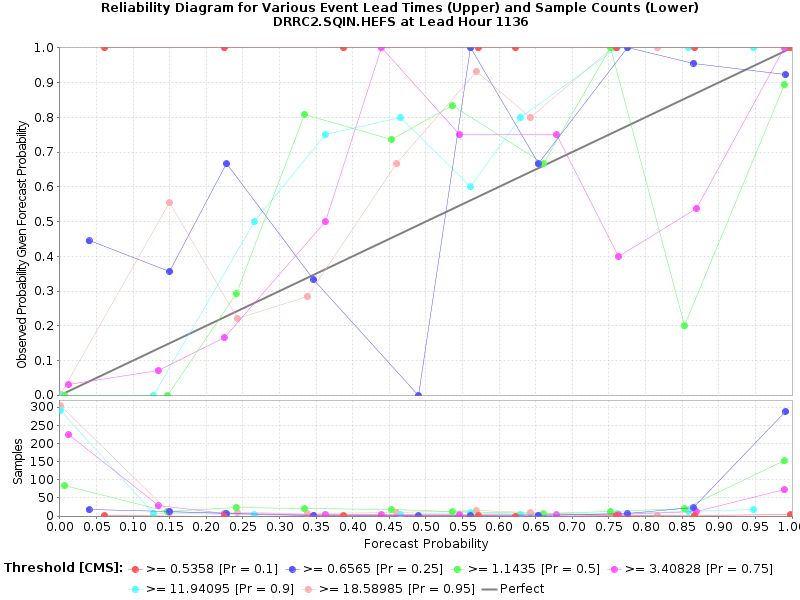 Reliability Diagram for Various Event Lead Times (Upper) and Sample Counts (Lower)
DRRC2.SQIN.HEFS at Lead Hour 1136
Observed Probability Given Forecast Probability
1.0
0.9
0.8
0.7
0.6
0.5
0.4
0.3
0.2
0.1
0.0
Samples
300
250
200
150
100
50
0
0.00 0.05 0.10 0.15 0.20 0.25 0.30 0.35 0.40 0.45 0.50 0.55 0.60 0.65 0.70 0.75 0.80 0.85 0.90 0.95 1.0
Forecast Probability
Threshold [CMS]: >= 0.5358 [Pr = 0.1] >= 0.6565 [Pr = 0.25] >= 1.1435 [Pr = 0.5] >= 3.40828 [Pr = 0.75]
>= 11.94095 [Pr = 0.9] >= 18.58985 [Pr = 0.95] Perfect